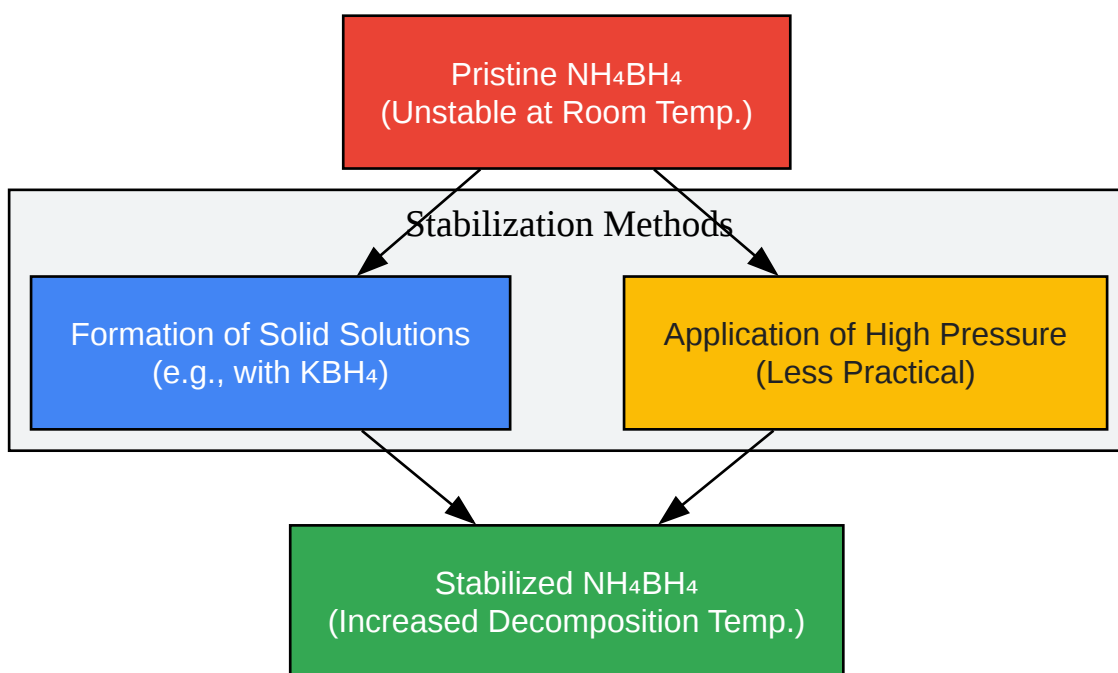 Pristine NH₄BH₄
(Unstable at Room Temp.)
Stabilization Methods
Formation of Solid Solutions
(e.g., with KBH₄)
Application of High Pressure
(Less Practical)
Stabilized NH₄BH₄
(Increased Decomposition Temp.)